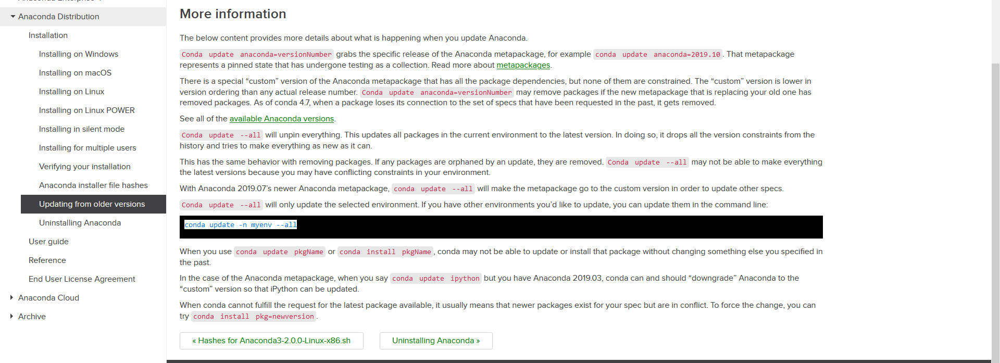 Anaconda Distribution
Installation
Installing on Windows
Installing on macOS
Installing on Linux
Installing on Linux POWER
Installing in silent mode
Installing for multiple users
Verifying your installation
Anaconda installer file hashes
Updating from older versions
Uninstalling Anaconda
User guide
Reference
End User License Agreement
Anaconda Cloud
Archive
More information
The below content provides more details about what is happening when you update Anaconda.
Conda update anaconda=versionNumber grabs the specific release of the Anaconda metapackage, for example conda update anaconda=2019.10. That metapackage
represents a pinned state that has undergone testing as a collection. Read more about metapackages.
There is a special “custom” version of the Anaconda metapackage that has all the package dependencies, but none of them are constrained. The “custom” version is lower in
version ordering than any actual release number. Conda update anaconda=versionNumber may remove packages if the new metapackage that is replacing your old one has
removed packages. As of conda 4.7, when a package loses its connection to the set of specs that have been requested in the past, it gets removed.
See all of the available Anaconda versions.
Conda update --all will unpin everything. This updates all packages in the current environment to the latest version. In doing so, it drops all the version constraints from the
history and tries to make everything as new as it can.
This has the same behavior with removing packages. If any packages are orphaned by an update, they are removed. Conda update --all may not be able to make everything
the latest versions because you may have conflicting constraints in your environment.
With Anaconda 2019.07’s newer Anaconda metapackage, conda update --all will make the metapackage go to the custom version in order to update other specs.
Conda update --all will only update the selected environment. If you have other environments you’d like to update, you can update them in the command line:
conda update -n myenv --all
When you use conda update pkgName or conda install pkgName, conda may not be able to update or install that package without changing something else you specified in
the past.
In the case of the Anaconda metapackage, when you say conda update ipython but you have Anaconda 2019.03, conda can and should “downgrade” Anaconda to the
“custom” version so that iPython can be updated.
When conda cannot fulfill the request for the latest package available, it usually means that newer packages exist for your spec but are in conflict. To force the change, you can
try conda install pkg=newversion.
« Hashes for Anaconda3-2.0.0-Linux-x86.sh
Uninstalling Anaconda »